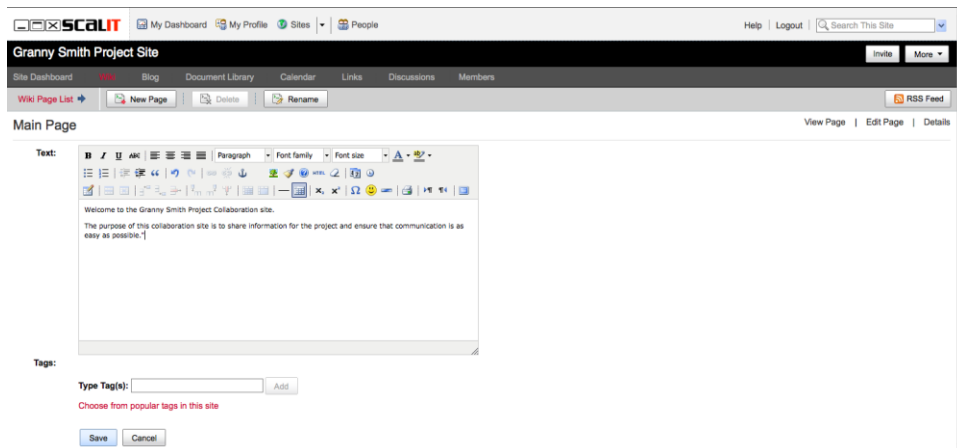 SCALIT My Dashboard My Profile Sites People Help Logout Search This Site
Granny Smith Project Site Invite More
Site Dashboard Wiki Blog Document Library Calendar Links Discussions Members
Wiki Page List New Page Delete Rename RSS Feed
Main Page View Page | Edit Page | Details
Text: B I U ABC Paragraph Font family Font size A ab
HTML
Welcome to the Granny Smith Project Collaboration site.
The purpose of this collaboration site is to share information for the project and ensure that communication is as
easy as possible."
Tags:
Type Tag(s): Add
Choose from popular tags in this site
Save Cancel